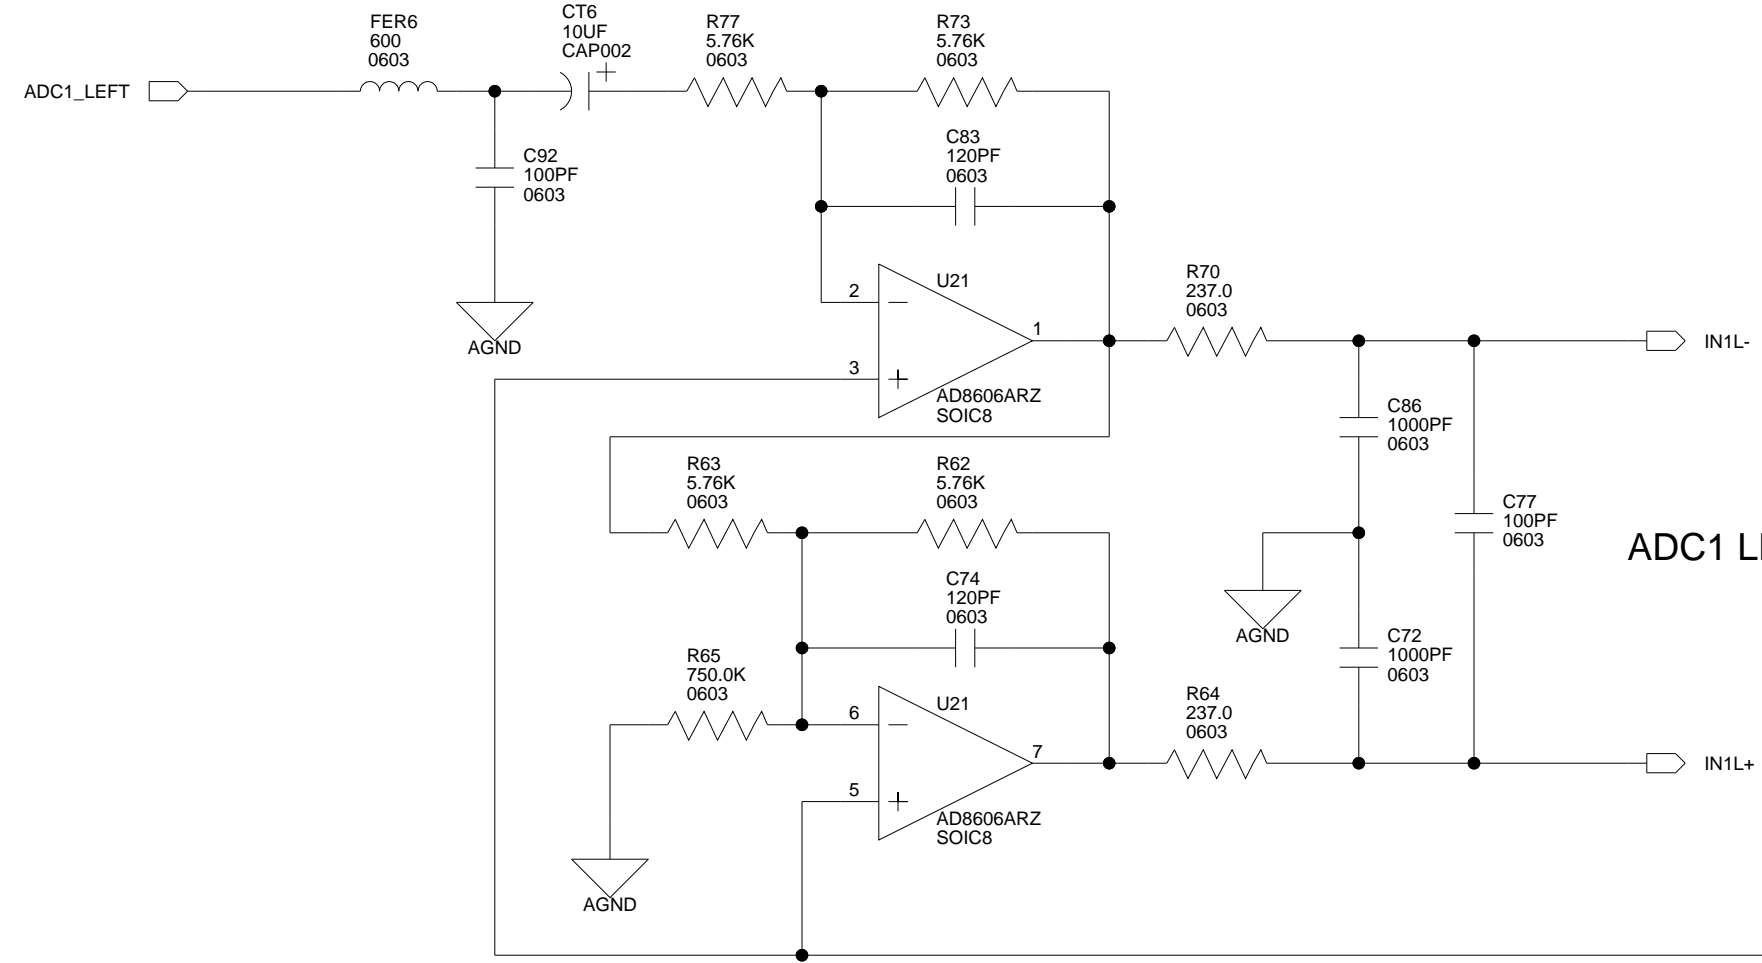 FER6
600
0603
CT6
10UF
CAP002
+
R77
5.76K
0603
R73
5.76K
0603
ADC1_LEFT
C83
120PF
0603
C92
100PF
0603
AGND
U21
2
1
3
AD8606ARZ
SOIC8
R70
237.0
0603
IN1L-
C86
1000PF
0603
R63
5.76K
0603
R62
5.76K
0603
C77
100PF
0603
ADC1
C74
120PF
0603
AGND
C72
1000PF
0603
R65
750.0K
0603
U21
6
7
5
AD8606ARZ
SOIC8
R64
237.0
0603
IN1L+
AGND